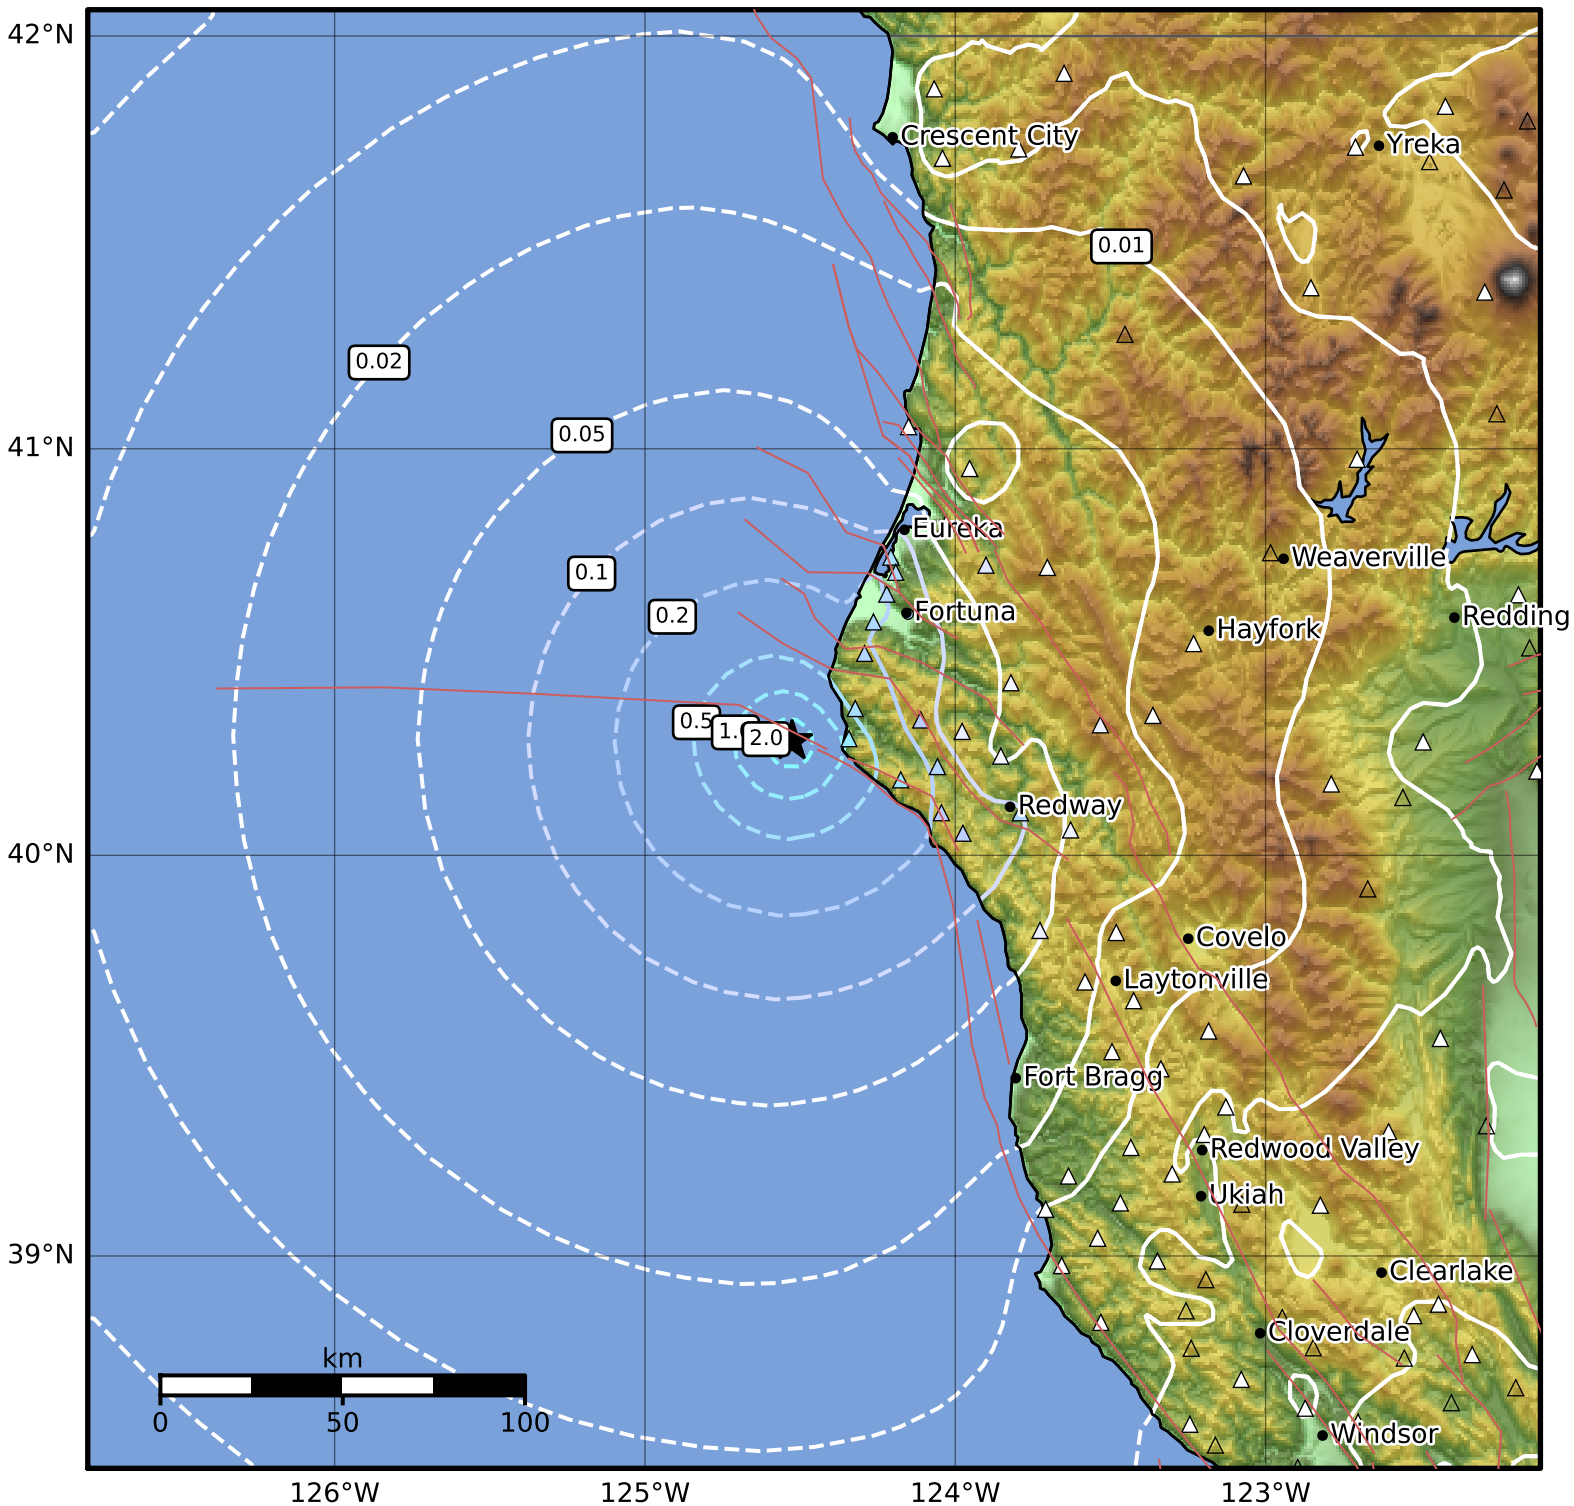 42°N
Crescent City
Yreka
0.01
0.02
41°N
0.05
Eureka
Weaverville
0.1
0.2
Fortuna
Hayfork
Redding
0.5
1.
2.0
Redway
40°N
Covelo
Laytonville
Fort Bragg
Redwood Valley
Ukiah
39°N
Clearlake
Cloverdale
km
0
50
100
Windsor
126°W
125°W
124°W
123°W